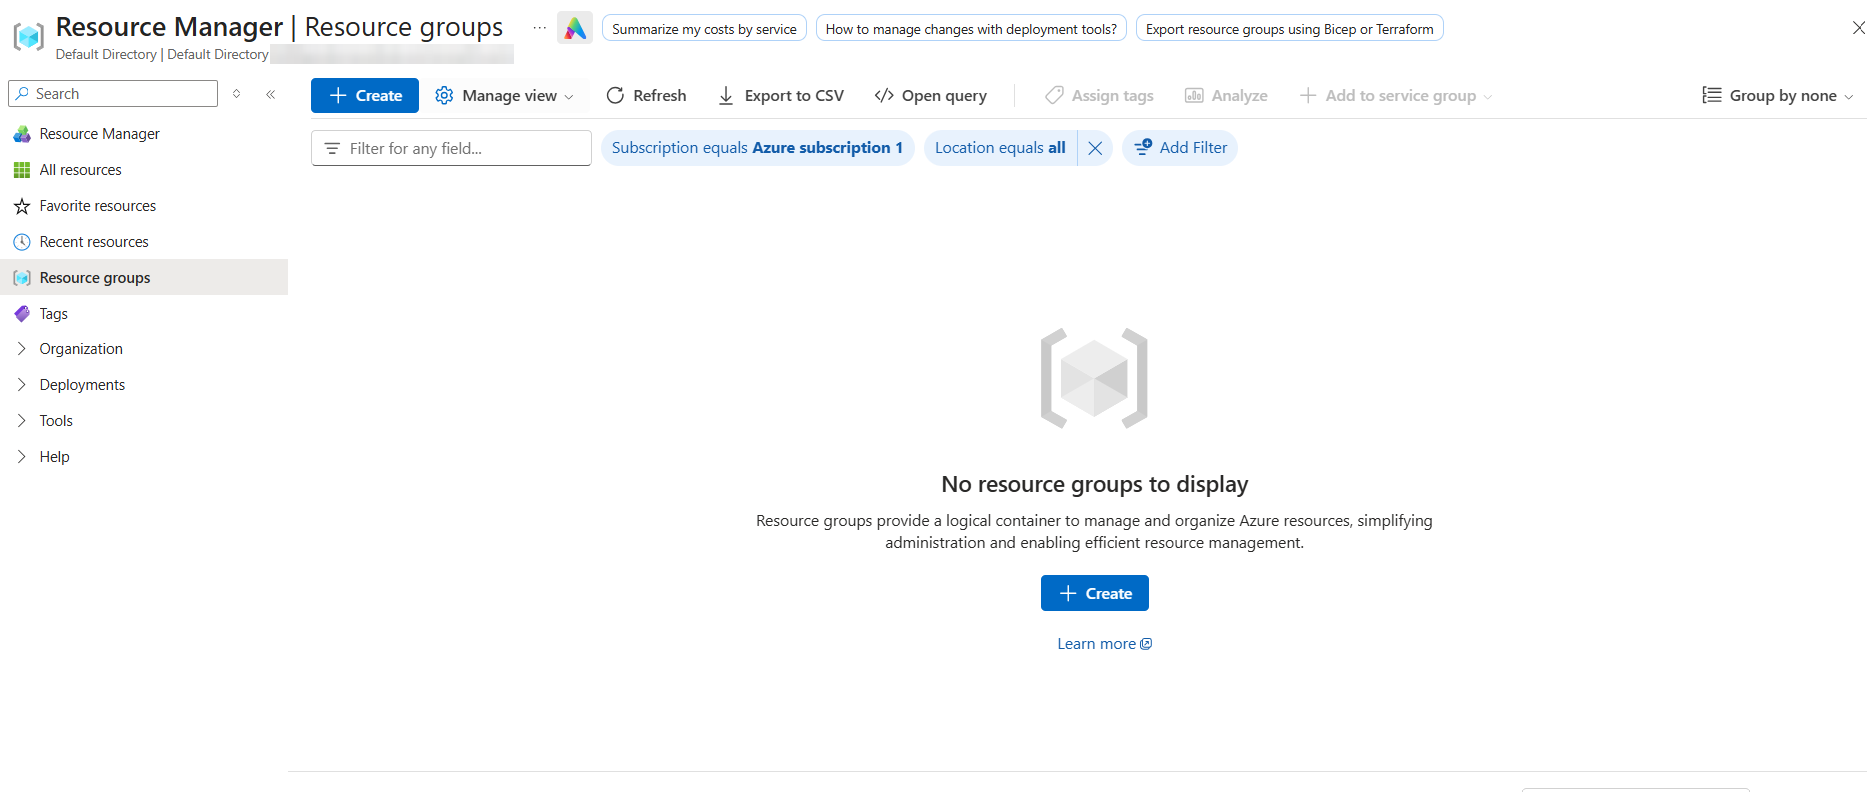 Resource Manager | Resource groups
...
Summarize my costs by service
How to manage changes with deployment tools?
Export resource groups using Bicep or Terraform
Default Directory | Default Directory
Search
Create
Manage view
Refresh
Export to CSV
Open query
Assign tags
Analyze
Add to service group
Group by none
Filter for any field...
Subscription equals Azure subscription 1
Location equals all
Add Filter
Resource Manager
All resources
Favorite resources
Recent resources
Resource groups
Tags
Organization
Deployments
Tools
Help
No resource groups to display
Resource groups provide a logical container to manage and organize Azure resources, simplifying
administration and enabling efficient resource management.
Create
Learn more